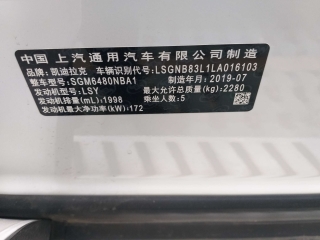 中国 上汽通用汽车有限公司 制造
品牌:凯迪拉克 车辆识别代号:LSGNB83L1LA016103
整车型号:SGM6480NBA1 制造年月:2019-07
发动机型号:LSY 最大允许总质量(kg):2280
发动机排量(mL):1998 乘坐人数:5
发动机最大净功率(kW):172